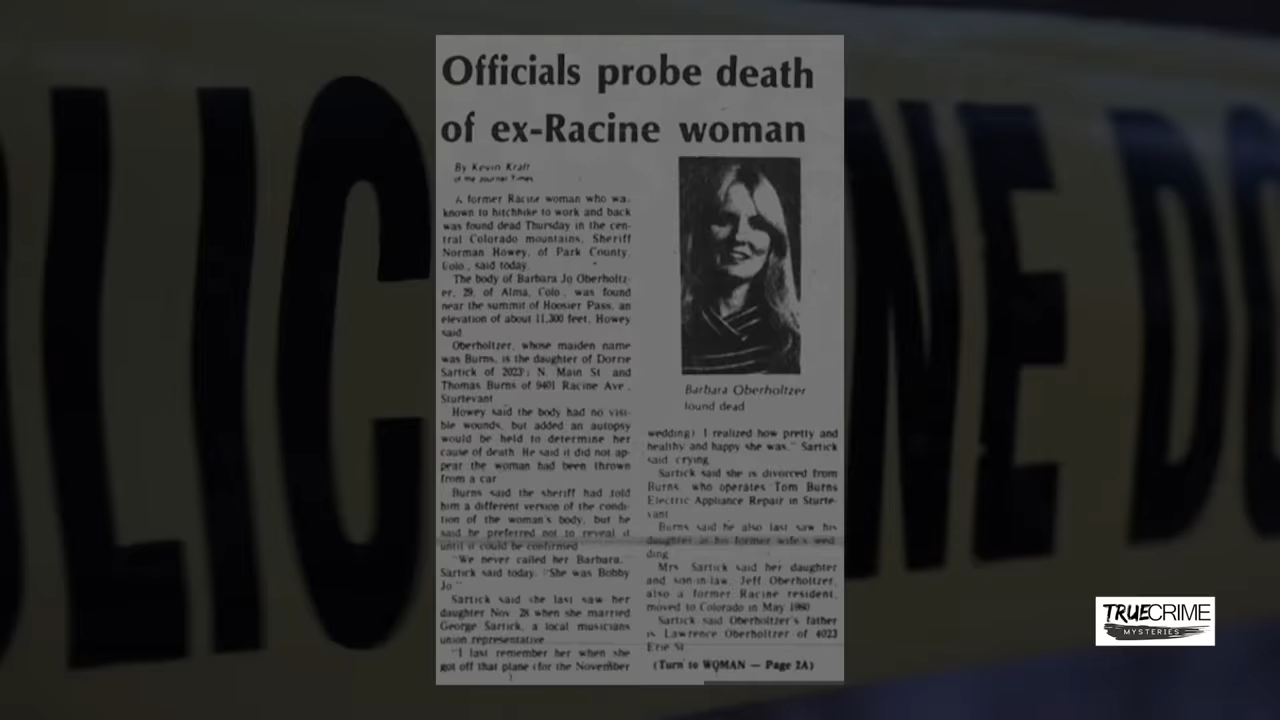 Officials probe death
of ex-Racine woman
By Kevin Kraft
of the Journal Times
A former Racine woman who was
known to hitchhike to work and back
was found dead Thursday in the cen-
tral Colorado mountains, Sheriff
Norman Howey, of Park County,
Colo., said today.
The body of Barbara Jo Oberholtz-
er, 29, of Alma, Colo., was found
near the summit of Hoosier Pass, an
elevation of about 11,300 feet, Howey
said.
Oberholtzer, whose maiden name
was Burns, is the daughter of Dorrie
Sartick of 2023½ N. Main St. and
Thomas Burns of 9401 Racine Ave.,
Sturtevant
Howey said the body had no visi-
ble wounds, but added an autopsy
would be held to determine her
cause of death. He said it did not ap-
pear the woman had been thrown
from a car
Burns said the sheriff had told
him a different version of the condi-
tion of the woman's body, but he
said he preferred not to reveal it
until it could be confirmed
"We never called her Barbara,"
Sartick said today. "She was Bobby
Jo."
Sartick said she last saw her
daughter Nov. 28 when she married
George Sartick, a local musicians
union representative
"I last remember her when she
got off that plane (for the November
Barbara Oberholtzer
found dead
wedding) I realized how pretty and
healthy and happy she was," Sartick
said crying
Sartick said she is divorced from
Burns, who operates Tom Burns
Electric Appliance Repair in Sturte-
vant
Burns said he also last saw his
daughter at his former wife's wed-
ding
Mrs. Sartick said her daughter
and son-in-law, Jeff Oberholtzer,
also a former Racine resident,
moved to Colorado in May 1980
Sartick said Oberholtzer's father
is Lawrence Oberholtzer of 4023
Erie St.
(Turn to WOMAN — Page 2A)
LIC
NE DO
TRUECRIME
MYSTERIES